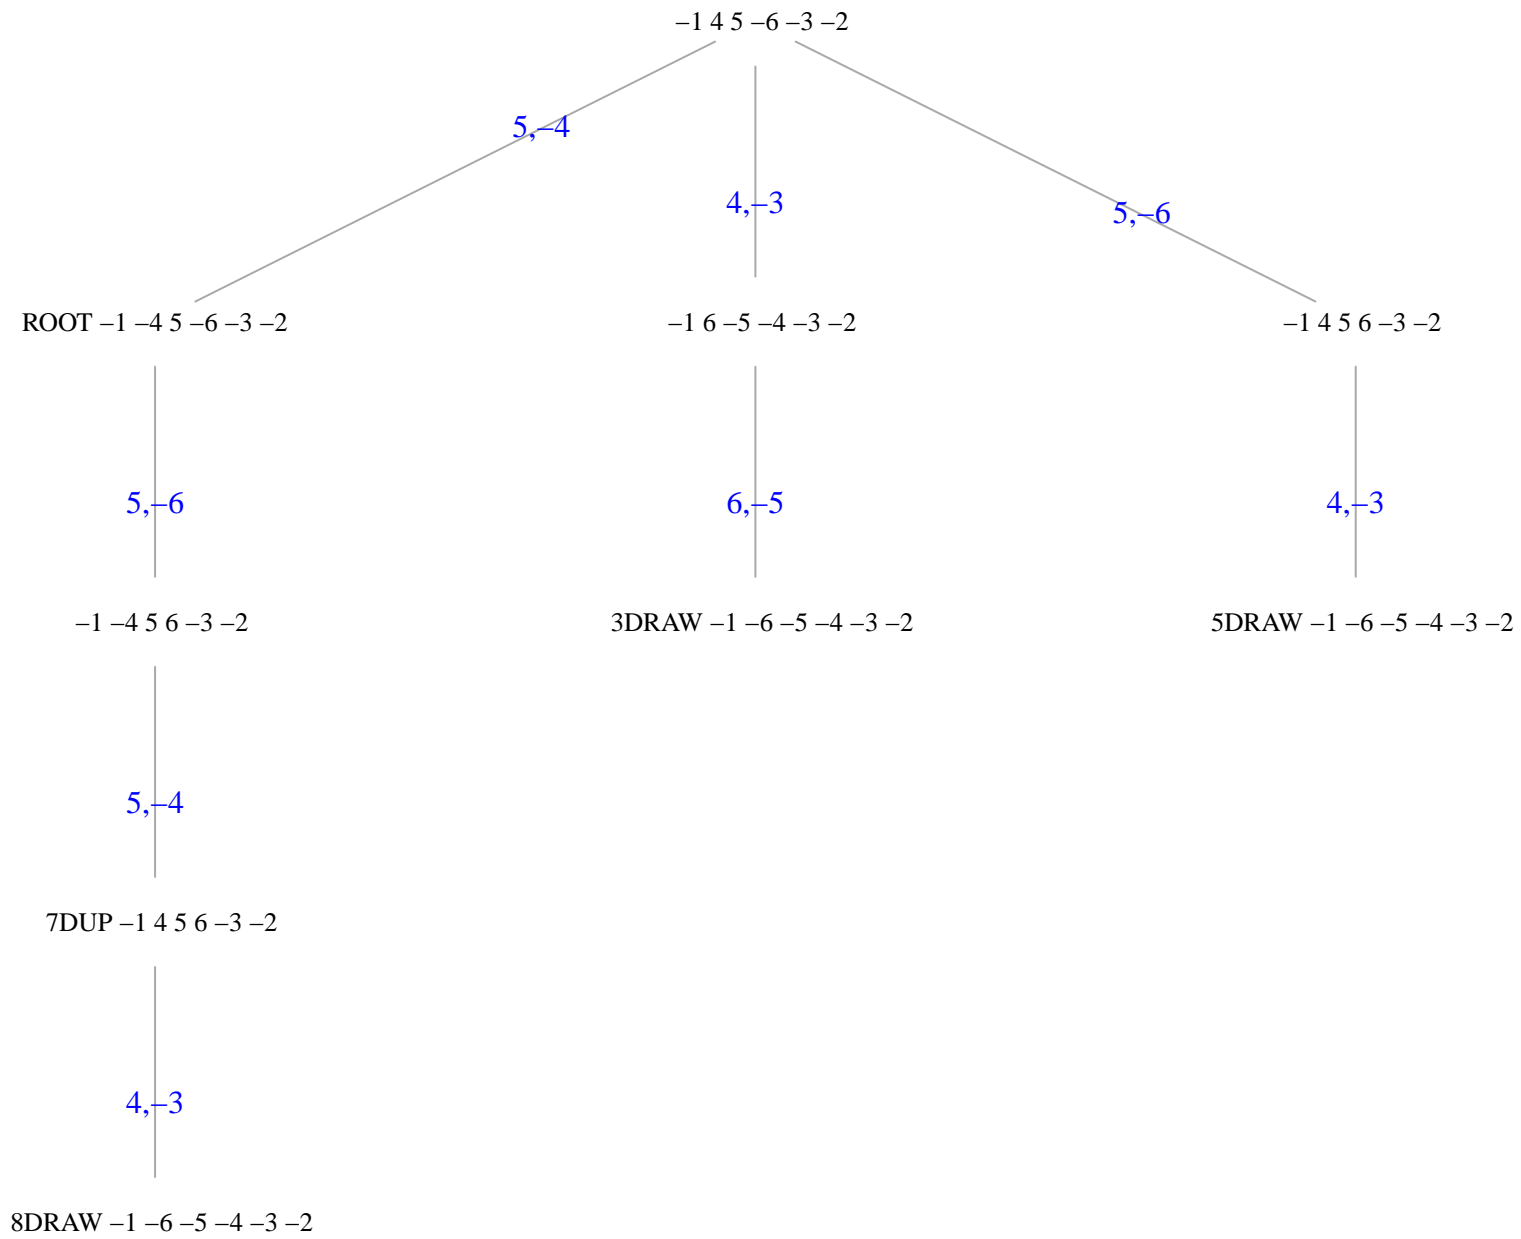 –1 4 5 –6 –3 –2
5,–4
4,–3
5,–6
ROOT –1 –4 5 –6 –3 –2
–1 6 –5 –4 –3 –2
–1 4 5 6 –3 –2
5,–6
6,–5
4,–3
–1 –4 5 6 –3 –2
3DRAW –1 –6 –5 –4 –3 –2
5DRAW –1 –6 –5 –4 –3 –2
5,–4
7DUP –1 4 5 6 –3 –2
4,–3
8DRAW –1 –6 –5 –4 –3 –2